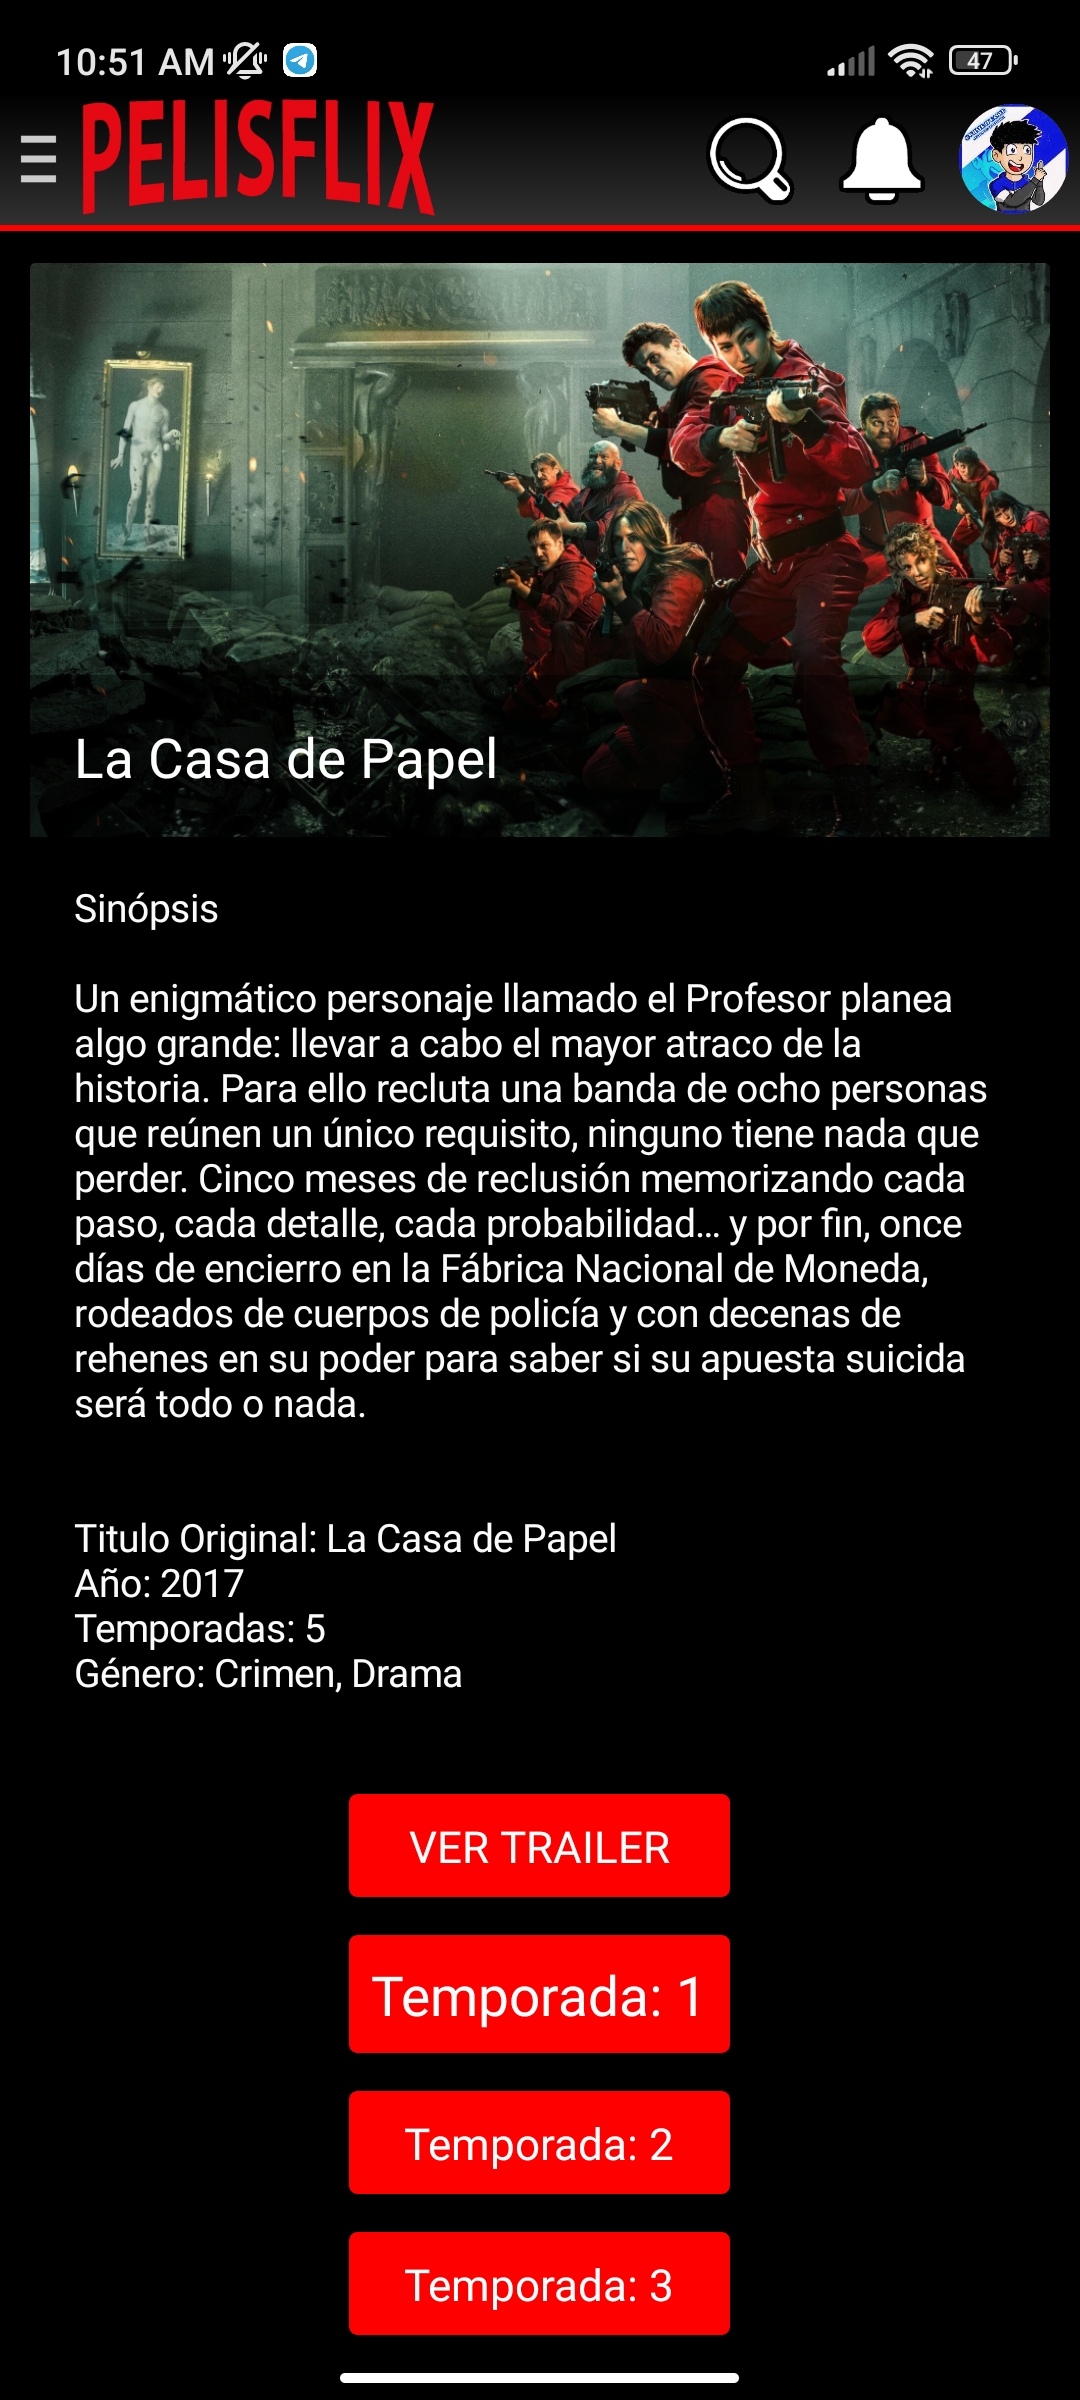 10:51 AM
47
PELISFLIX
La Casa de Papel
Sinópsis
Un enigmático personaje llamado el Profesor planea
algo grande: llevar a cabo el mayor atraco de la
historia. Para ello recluta una banda de ocho personas
que reúnen un único requisito, ninguno tiene nada que
perder. Cinco meses de reclusión memorizando cada
paso, cada detalle, cada probabilidad... y por fin, once
días de encierro en la Fábrica Nacional de Moneda,
rodeados de cuerpos de policía y con decenas de
rehenes en su poder para saber si su apuesta suicida
será todo o nada.
Titulo Original: La Casa de Papel
Año: 2017
Temporadas: 5
Género: Crimen, Drama
VER TRAILER
Temporada: 1
Temporada: 2
Temporada: 3